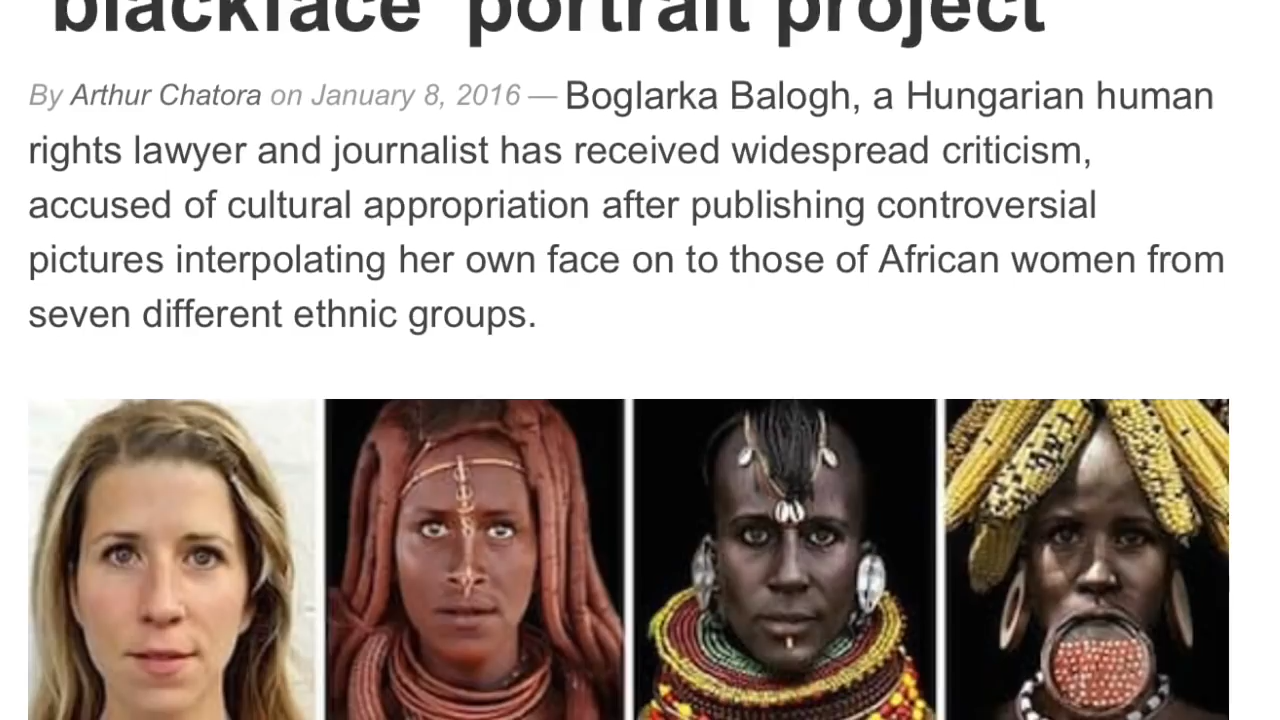 'blackface' portrait project
By Arthur Chatora on January 8, 2016 — Boglarka Balogh, a Hungarian human
rights lawyer and journalist has received widespread criticism,
accused of cultural appropriation after publishing controversial
pictures interpolating her own face on to those of African women from
seven different ethnic groups.